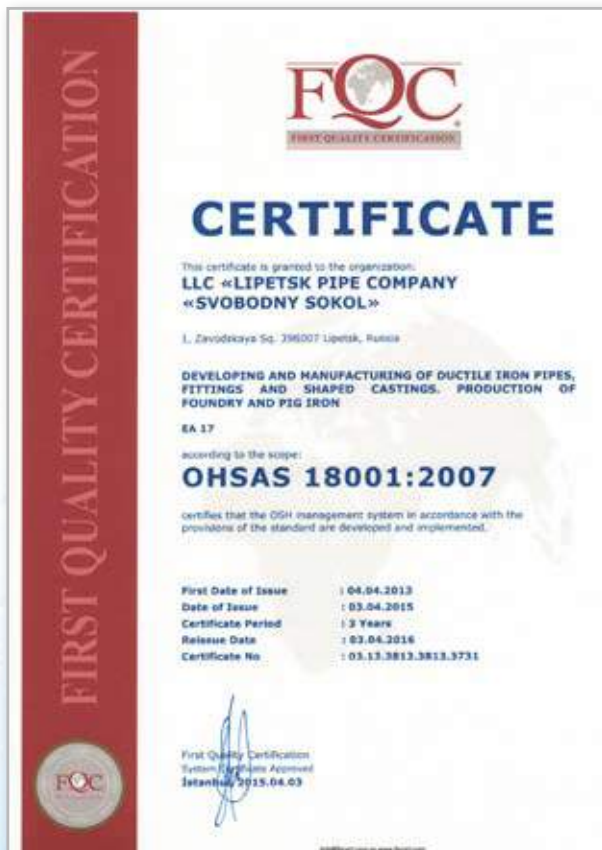 FIRST QUALITY CERTIFICATION
FQC
FIRST QUALITY CERTIFICATION
CERTIFICATE
This certificate is granted to the organization:
LLC «LIPETSK PIPE COMPANY
«SVOBODNY SOKOL»
1, Zavodskaya Sq. 398007 Lipetsk, Russia
DEVELOPING AND MANUFACTURING OF DUCTILE IRON PIPES,
FITTINGS AND SHAPED CASTINGS. PRODUCTION OF
FOUNDRY AND PIG IRON
EA 17
according to the scope:
OHSAS 18001:2007
certifies that the OSH management system in accordance with the
provisions of the standard are developed and implemented.
First Date of Issue : 04.04.2013
Date of Issue : 03.04.2015
Certificate Period : 3 Years
Reissue Date : 03.04.2016
Certificate No : 03.13.3813.3813.3731
First Quality Certification
System Certificate Approved
İstanbul, 2015.04.03
FQC